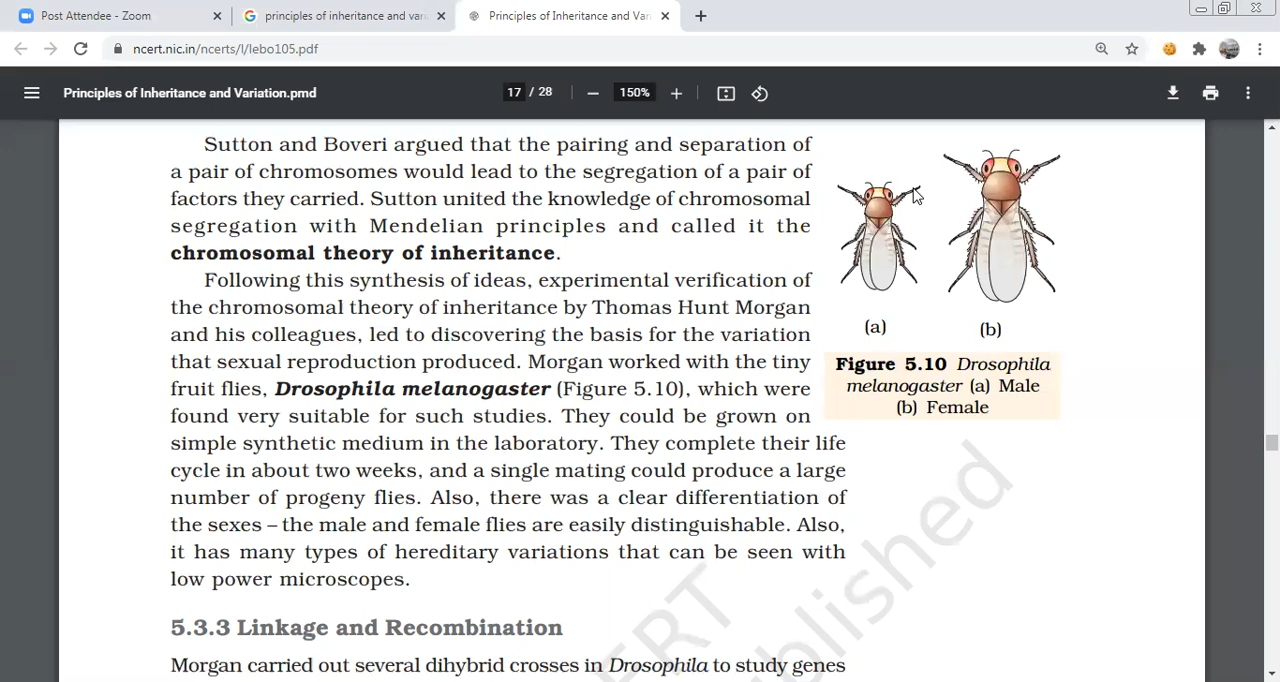 Post Attendee - Zoom
principles of inheritance and vari
Principles of Inheritance and Var
ncert.nic.in/ncerts/l/lebo105.pdf
Principles of Inheritance and Variation.pmd
17 / 28
150%
Sutton and Boveri argued that the pairing and separation of
a pair of chromosomes would lead to the segregation of a pair of
factors they carried. Sutton united the knowledge of chromosomal
segregation with Mendelian principles and called it the
chromosomal theory of inheritance.
Following this synthesis of ideas, experimental verification of
the chromosomal theory of inheritance by Thomas Hunt Morgan
and his colleagues, led to discovering the basis for the variation
that sexual reproduction produced. Morgan worked with the tiny
fruit flies, Drosophila melanogaster (Figure 5.10), which were
found very suitable for such studies. They could be grown on
simple synthetic medium in the laboratory. They complete their life
cycle in about two weeks, and a single mating could produce a large
number of progeny flies. Also, there was a clear differentiation of
the sexes – the male and female flies are easily distinguishable. Also,
it has many types of hereditary variations that can be seen with
low power microscopes.
(a)
(b)
Figure 5.10 Drosophila
melanogaster (a) Male
(b) Female
5.3.3 Linkage and Recombination
Morgan carried out several dihybrid crosses in Drosophila to study genes